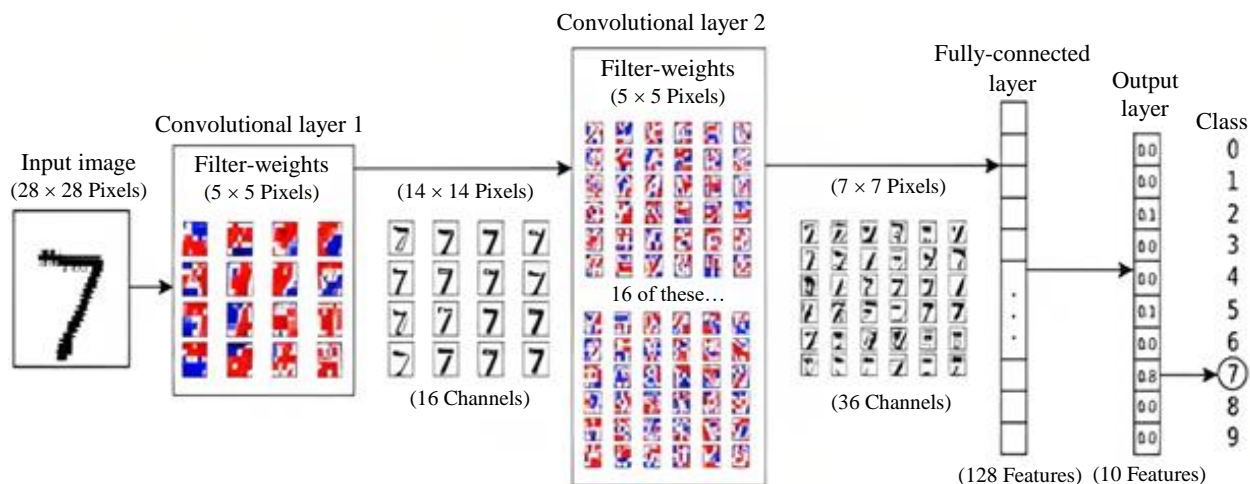 Convolutional layer 2
Fully-connected
layer
Output
layer
Class
Filter-weights
(5 × 5 Pixels)
Convolutional layer 1
Input image
(28 × 28 Pixels)
Filter-weights
(5 × 5 Pixels)
(14 × 14 Pixels)
(7 × 7 Pixels)
16 of these…
(16 Channels)
(36 Channels)
(128 Features)
(10 Features)
0.0
0.0
0.1
0.0
0.0
0.1
0.0
0.8
0.0
0.0
0
1
2
3
4
5
6
7
8
9
7